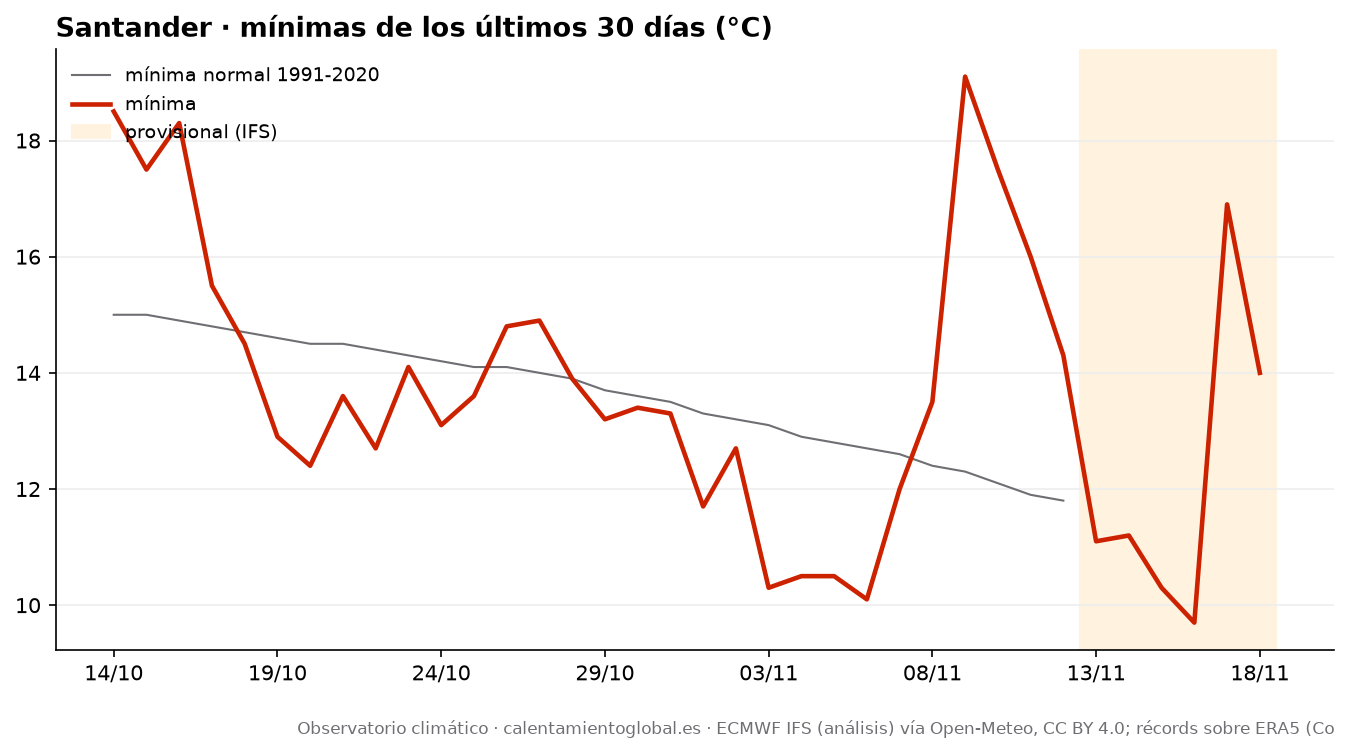 Santander · mínimas de los últimos 30 días (°C)
mínima normal 1991-2020
mínima
provisional (IFS)
18
16
14
12
10
14/10 19/10 24/10 29/10 03/11 08/11 13/11 18/11
Observatorio climático · calentamientoglobal.es · ECMWF IFS (análisis) vía Open-Meteo, CC BY 4.0; récords sobre ERA5 (Co